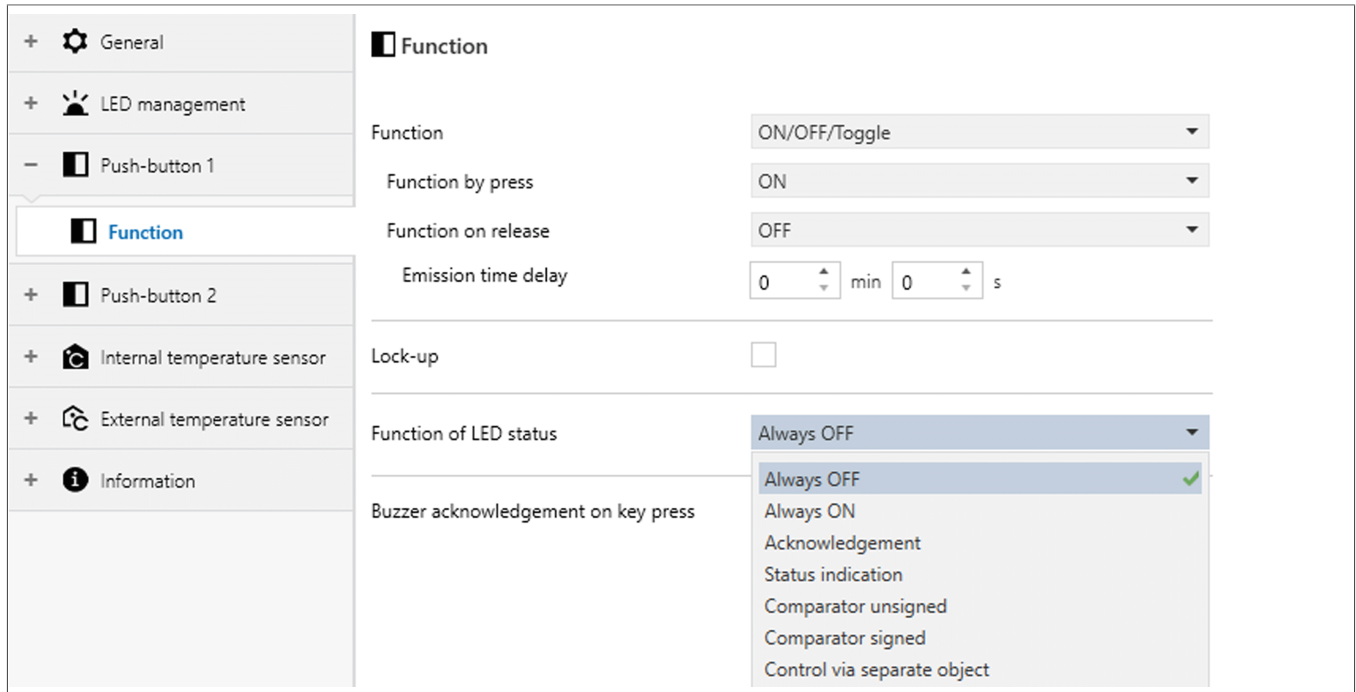 General
LED management
Push-button 1
Function
Push-button 2
Internal temperature sensor
External temperature sensor
Information
Function
Function ON/OFF/Toggle
Function by press ON
Function on release OFF
Emission time delay 0 min 0 s
Lock-up
Function of LED status Always OFF
Always OFF
Buzzer acknowledgement on key press Always ON
Acknowledgement
Status indication
Comparator unsigned
Comparator signed
Control via separate object